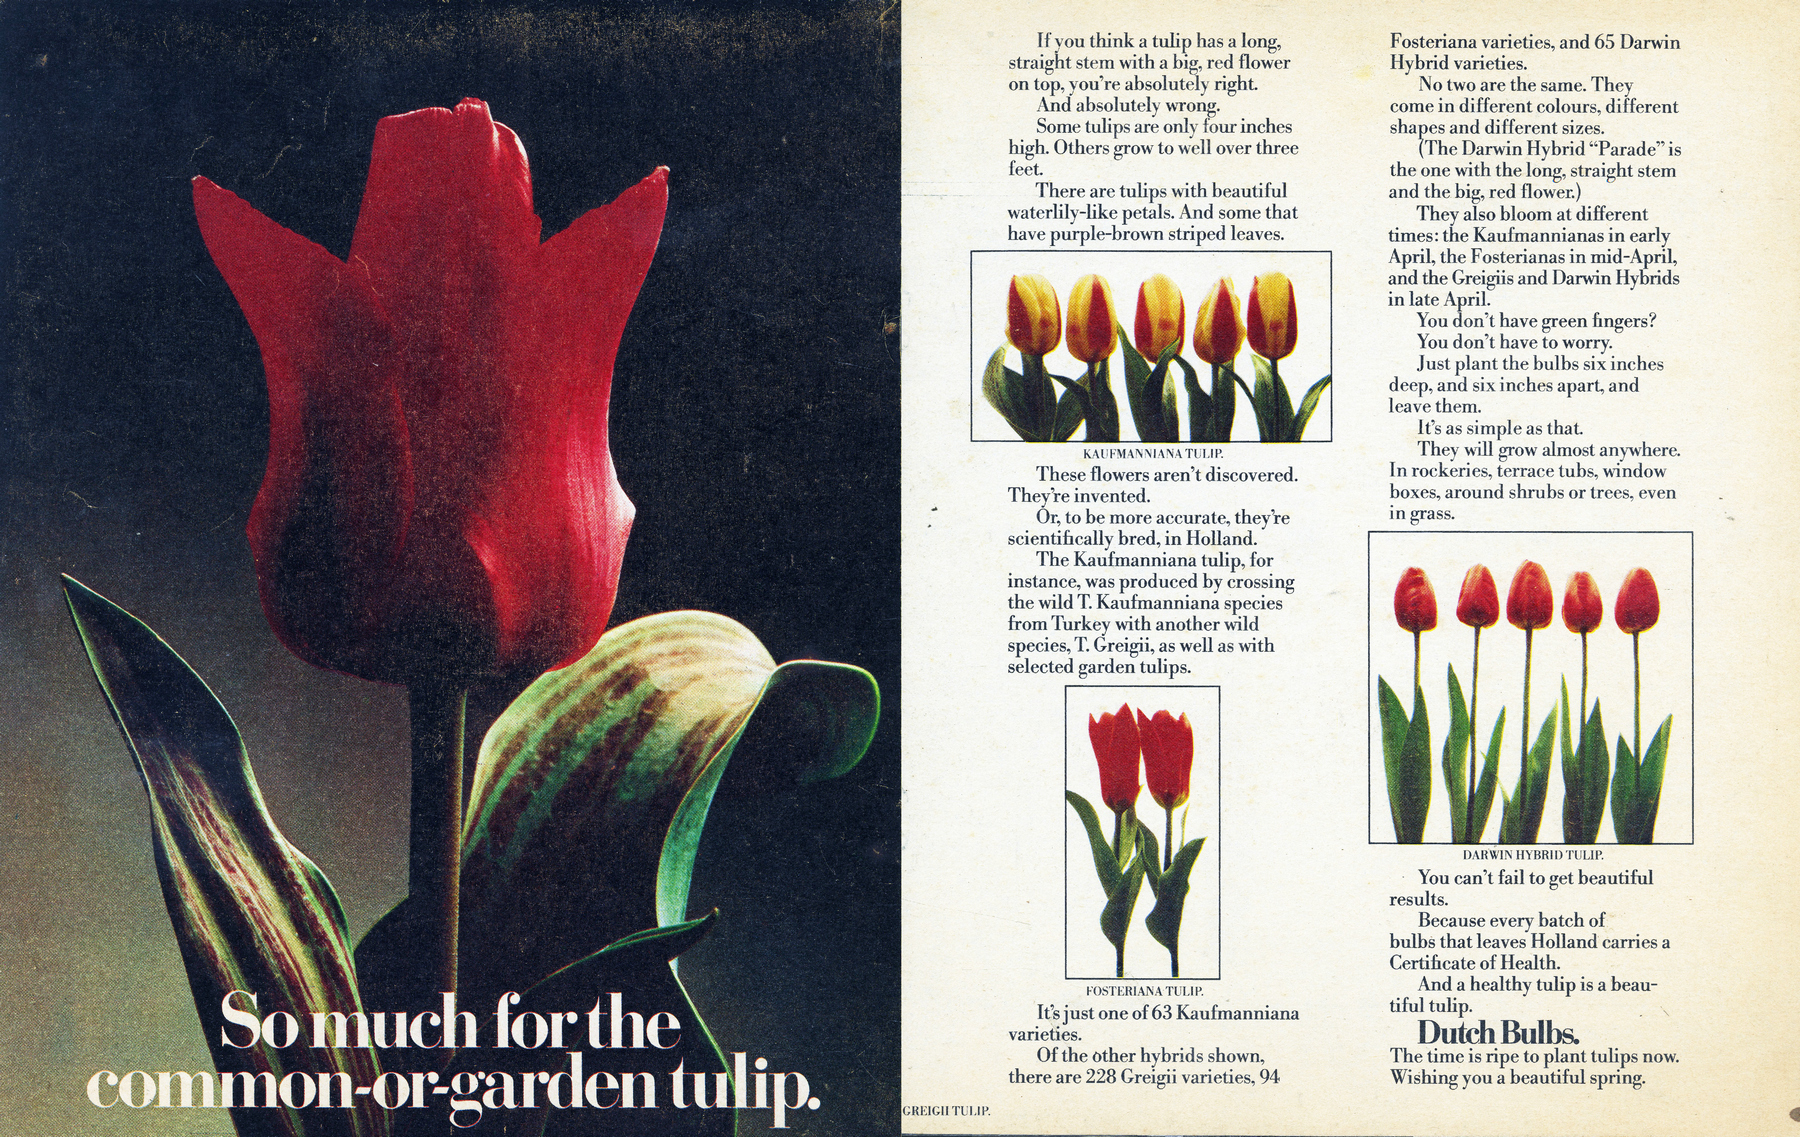 So much for the
common-or-garden tulip.
If you think a tulip has a long,
straight stem with a big, red flower
on top, you're absolutely right.
And absolutely wrong.
Some tulips are only four inches
high. Others grow to well over three
feet.
There are tulips with beautiful
waterlily-like petals. And some that
have purple-brown striped leaves.
KAUFMANNIANA TULIP.
These flowers aren't discovered.
They're invented.
Or, to be more accurate, they're
scientifically bred, in Holland.
The Kaufmanniana tulip, for
instance, was produced by crossing
the wild T. Kaufmanniana species
from Turkey with another wild
species, T. Greigii, as well as with
selected garden tulips.
FOSTERIANA TULIP.
It's just one of 63 Kaufmanniana
varieties.
Of the other hybrids shown,
there are 228 Greigii varieties, 94
GREIGII TULIP.
Fosteriana varieties, and 65 Darwin
Hybrid varieties.
No two are the same. They
come in different colours, different
shapes and different sizes.
(The Darwin Hybrid “Parade” is
the one with the long, straight stem
and the big, red flower.)
They also bloom at different
times: the Kaufmannianas in early
April, the Fosterianas in mid-April,
and the Greigiis and Darwin Hybrids
in late April.
You don't have green fingers?
You don't have to worry.
Just plant the bulbs six inches
deep, and six inches apart, and
leave them.
It's as simple as that.
They will grow almost anywhere.
In rockeries, terrace tubs, window
boxes, around shrubs or trees, even
in grass.
DARWIN HYBRID TULIP.
You can't fail to get beautiful
results.
Because every batch of
bulbs that leaves Holland carries a
Certificate of Health.
And a healthy tulip is a beau-
tiful tulip.
Dutch Bulbs.
The time is ripe to plant tulips now.
Wishing you a beautiful spring.